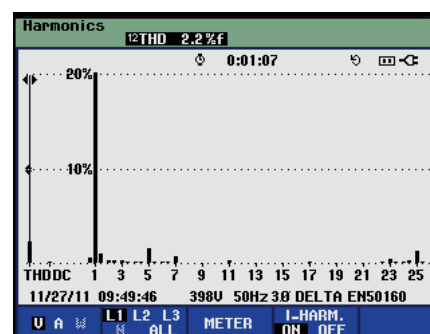 Harmonics
12THD 2.2%f
0:01:07
20%
10%
THDDC 1 3 5 7 9 11 13 15 17 19 21 23 25
11/27/11 09:49:46 398V 50Hz 3Ø DELTA EN50160
V A W L1 L2 L3 METER I-HARM.
N ALL ON OFF